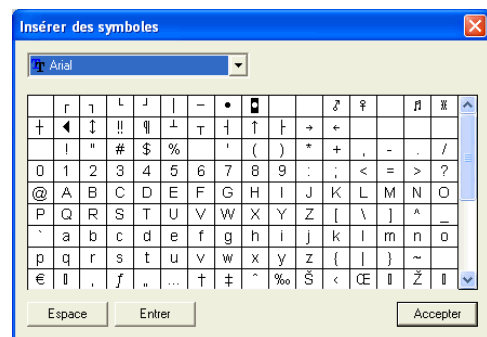 Insérer des symboles
Arial
┌ ┐ └ ┘ │ ─ • ◘ ♂ ♀ ♫
┼ ◄ ↕ ‼ ¶ ┴ ┬ ┤ ↑ ├ → ←
! " # $ % ' ( ) * + , - . /
0 1 2 3 4 5 6 7 8 9 : ; < = > ?
@ A B C D E F G H I J K L M N O
P Q R S T U V W X Y Z [ \ ] ^ _
` a b c d e f g h i j k l m n o
p q r s t u v w x y z { | } ~
€ ‚ ƒ „ … † ‡ ˆ ‰ Š ‹ Œ Ž
Espace Entrer Accepter